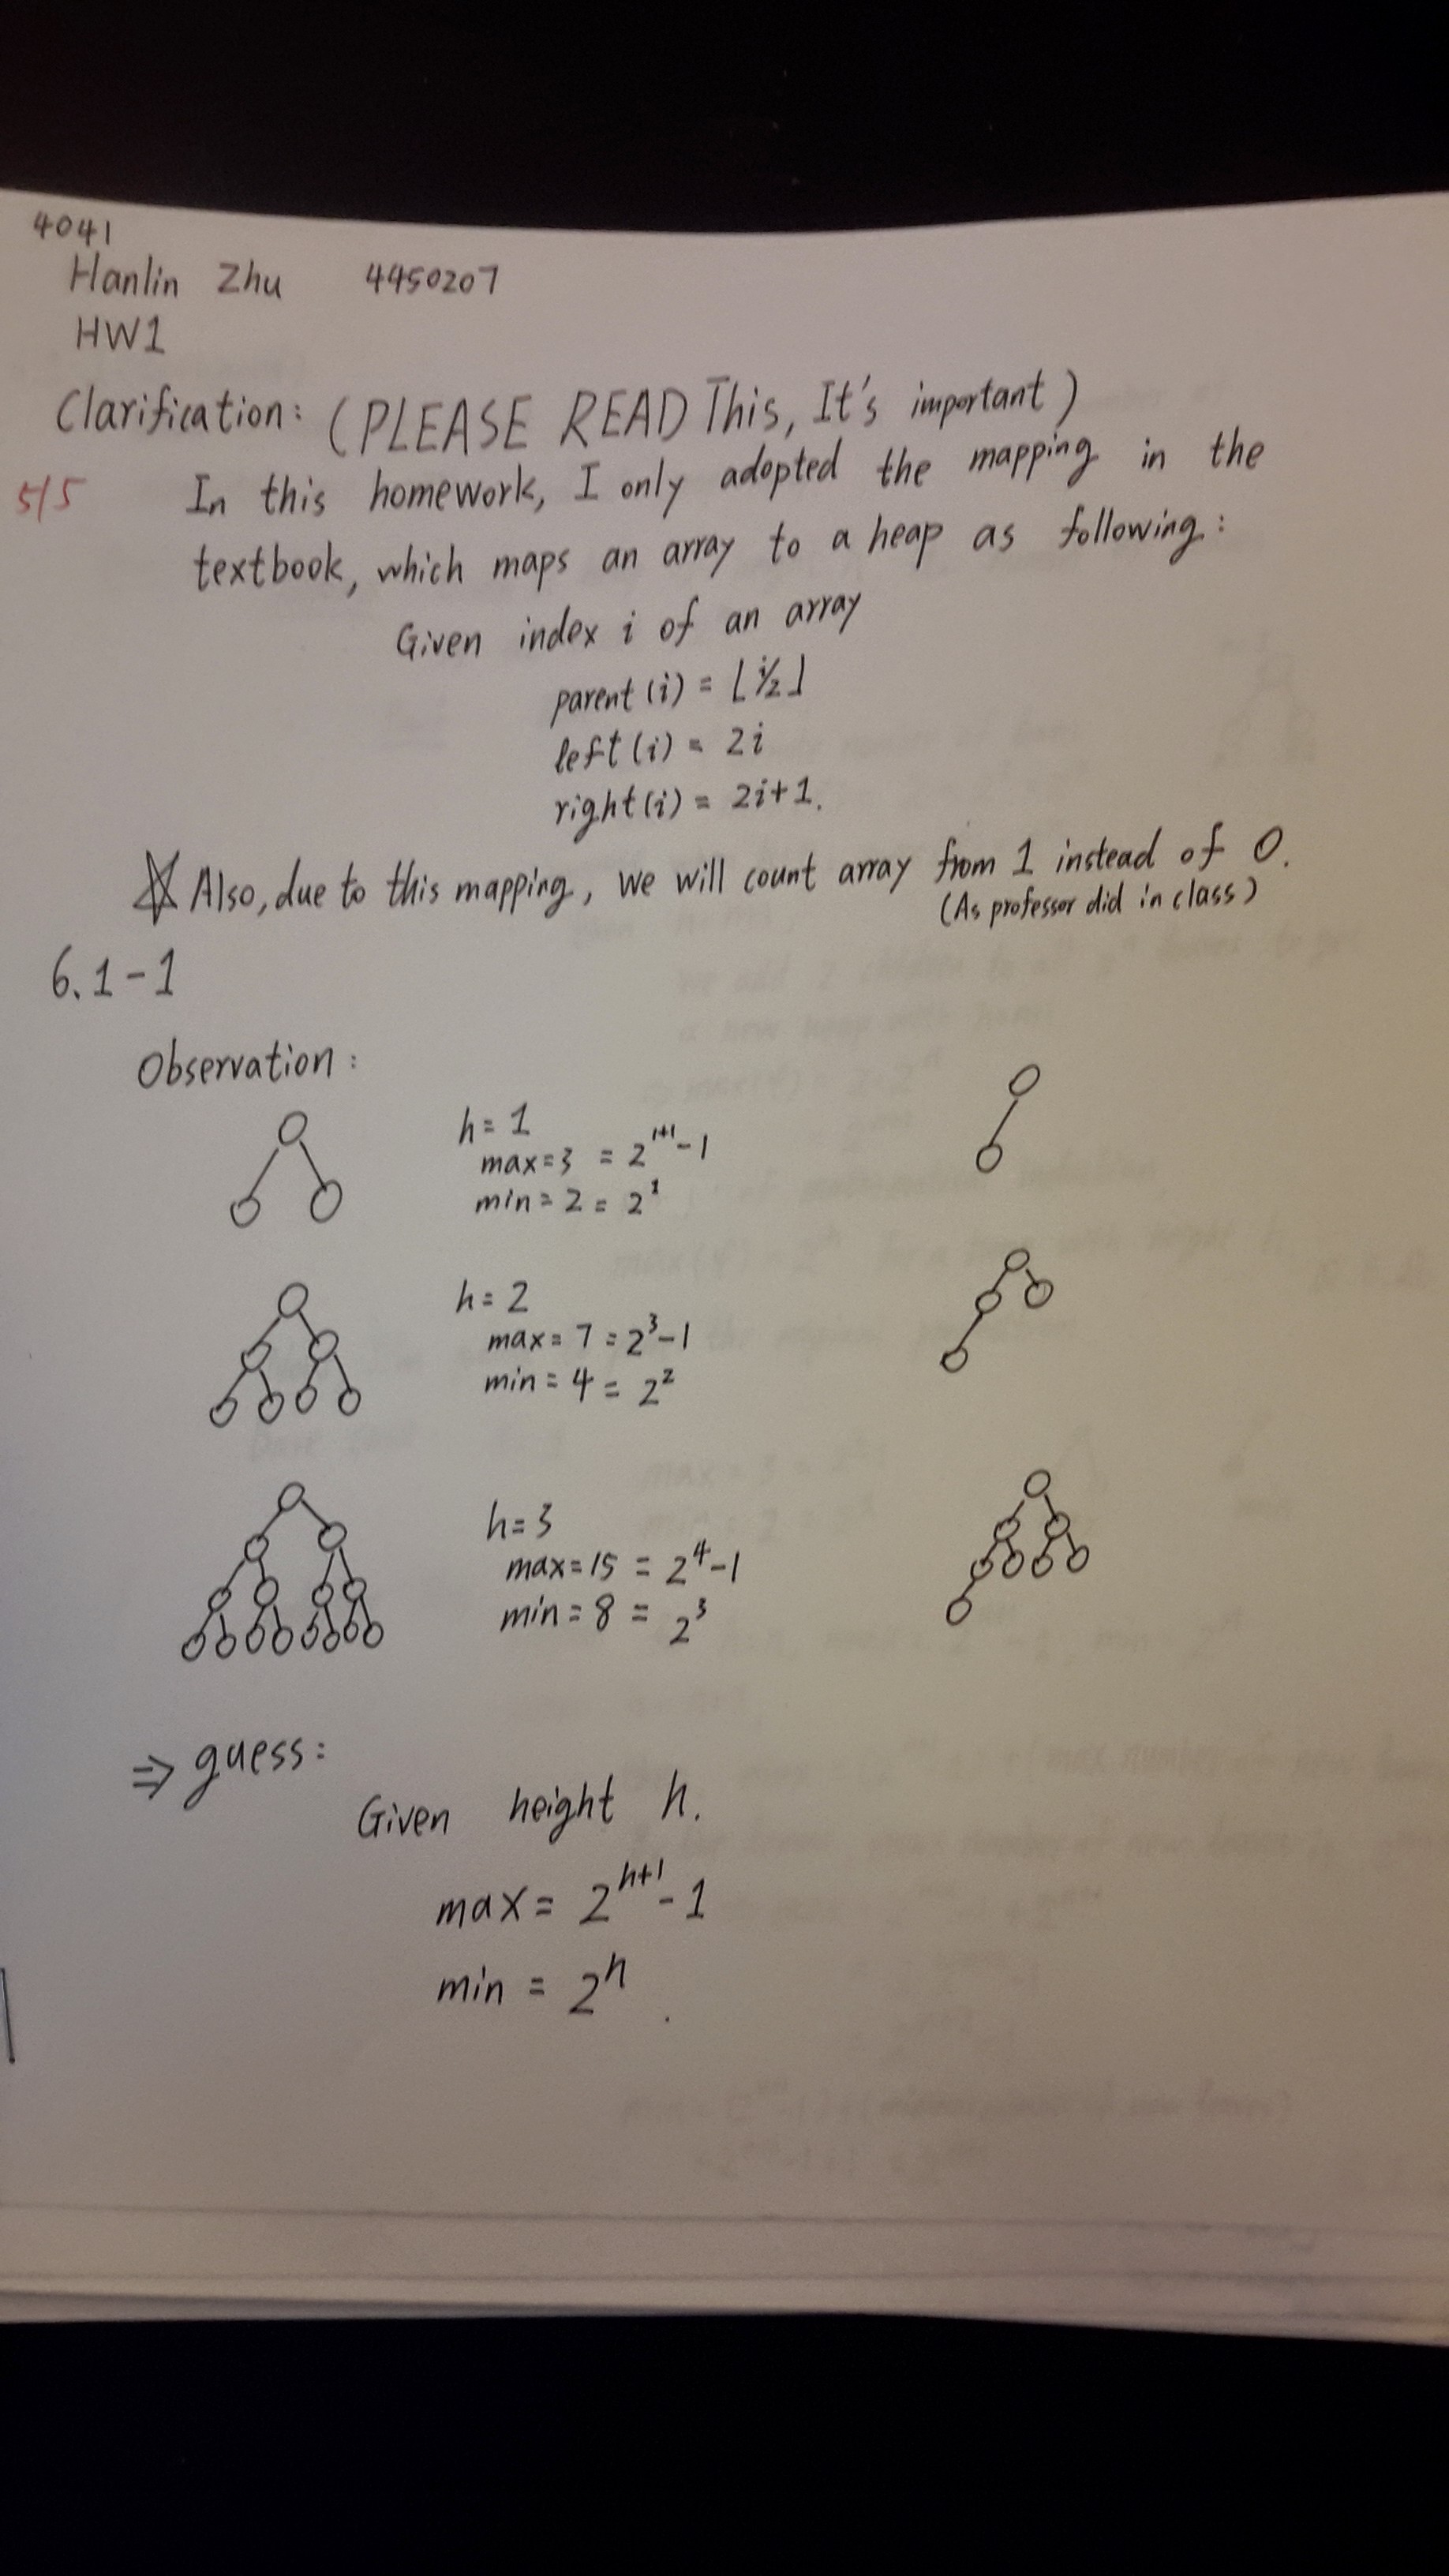 4041
Hanlin Zhu 4450207
HW1
Clarification: (PLEASE READ This, It's important)
5/5
In this homework, I only adopted the mapping in the
textbook, which maps an array to a heap as following:
Given index i of an array
parent(i) = ⌊i/2⌋
left(i) = 2i
right(i) = 2i+1.
☆ Also, due to this mapping, we will count array from 1 instead of 0.
(As professor did in class)
6.1-1
Observation:
h=1
max=3 = 2^{1+1}-1
min=2 = 2^1
h=2
max=7=2^3-1
min=4=2^2
h=3
max=15 = 2^4-1
min=8 = 2^3
⇒ guess:
Given height h.
max= 2^{h+1}-1
min = 2^h.